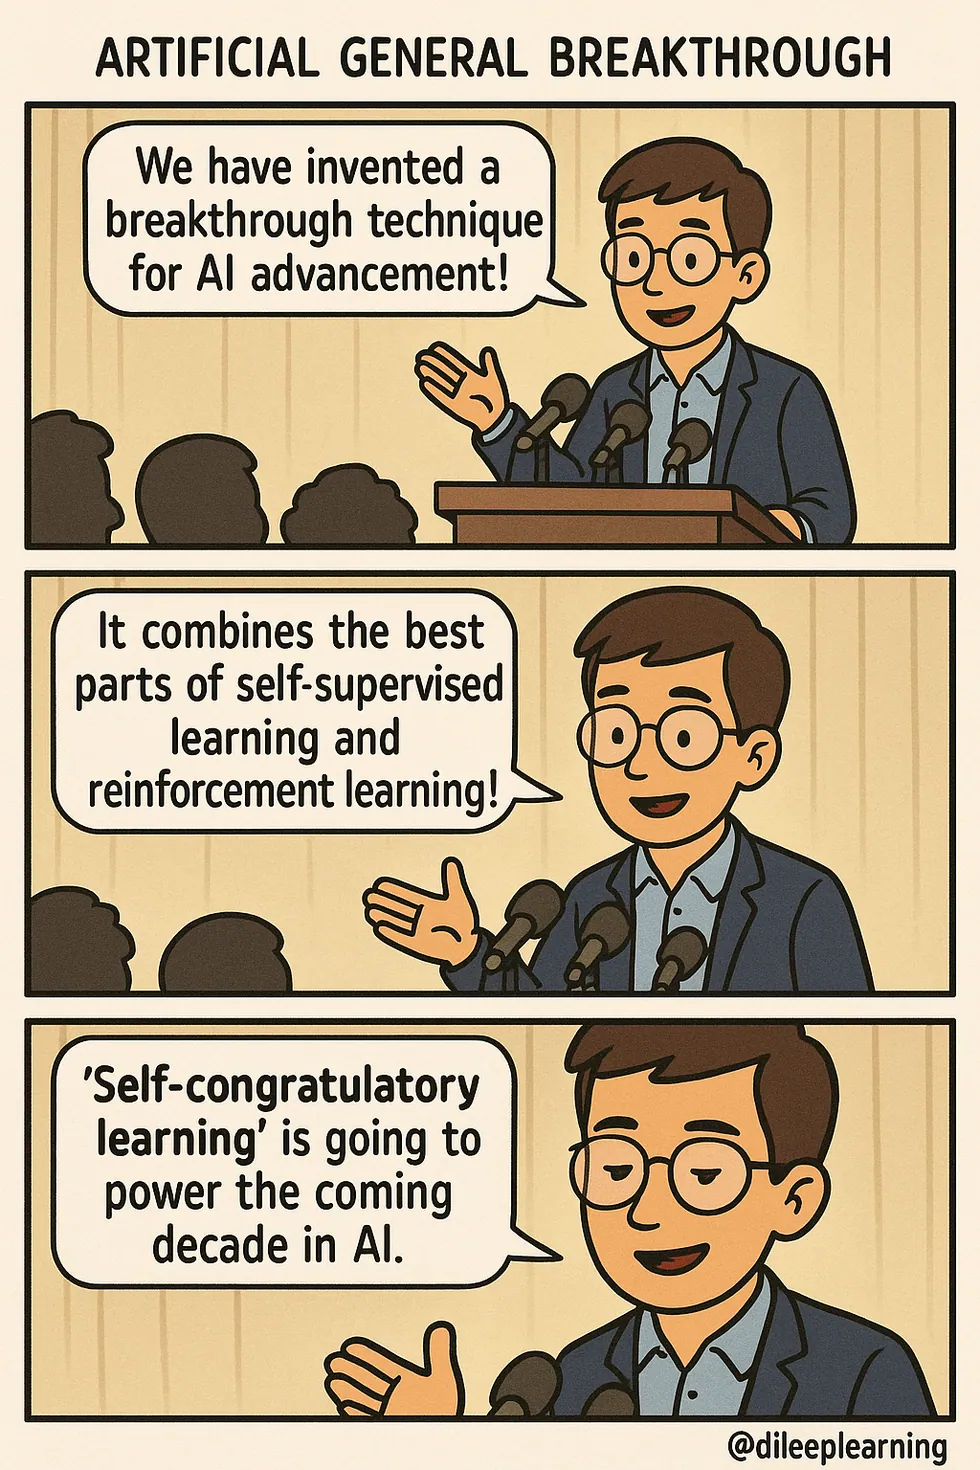 ARTIFICIAL GENERAL BREAKTHROUGH
We have invented a
breakthrough technique
for AI advancement!
It combines the best
parts of self-supervised
learning and
reinforcement learning!
'Self-congratulatory
learning' is going to
power the coming
decade in AI.
@dileeplearning